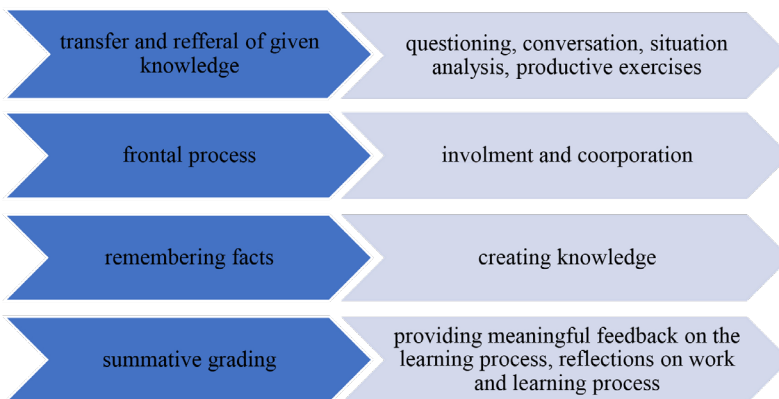 transfer and refferal of given
knowledge
questioning, conversation, situation
analysis, productive exercises
frontal process
involment and coorporation
remembering facts
creating knowledge
summative grading
providing meaningful feedback on the
learning process, reflections on work
and learning process